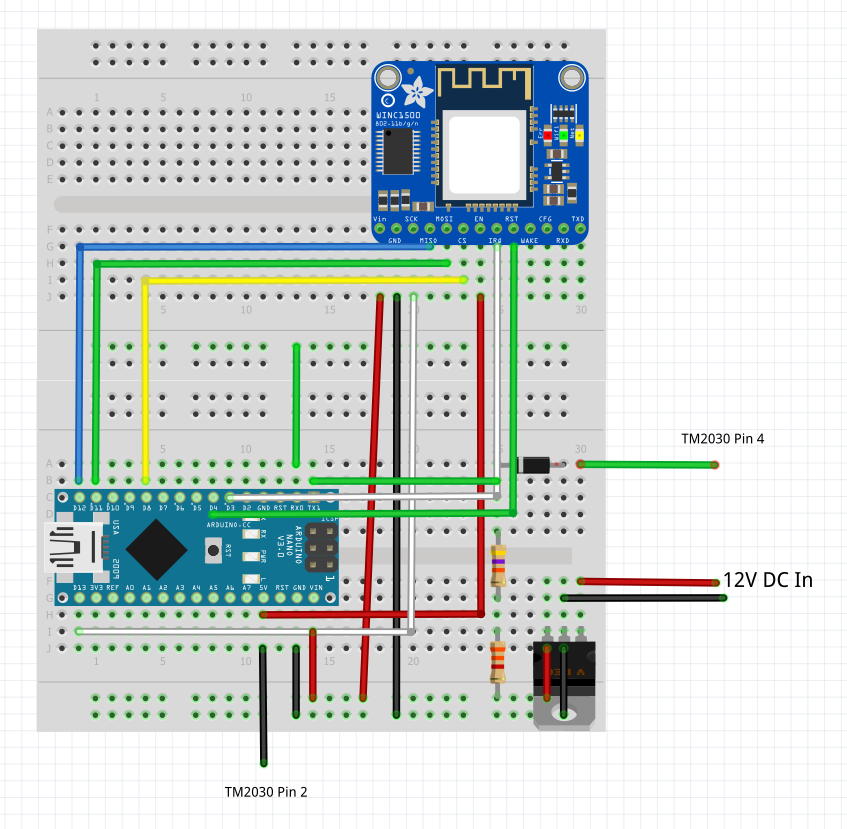 1 5 10
A
B
C
D
E
WINC1500
802-11b/g/n
Vin SCK MOSI EN RST CFG TXD
GND MISO CS IRQ WAKE RXD
F
G
H
I
J
1 5 10 15 20 25 30
5 10 15 30
TM2030 Pin 4
A
B
C
D
D12 D11 D10 D9 D8 D7 D6 D5 D4 D3 D2 GND RST RX0 TX1
ARDUINO.CC
USA
2009
RST
RX
PWR
L
ARDUINO
NANO
V3.0
ICSP
1
D13 3V3 REF A0 A1 A2 A3 A4 A5 A6 A7 5V RST GND VIN
12V DC In
F
G
H
I
J
1 5 10 20
TM2030 Pin 2